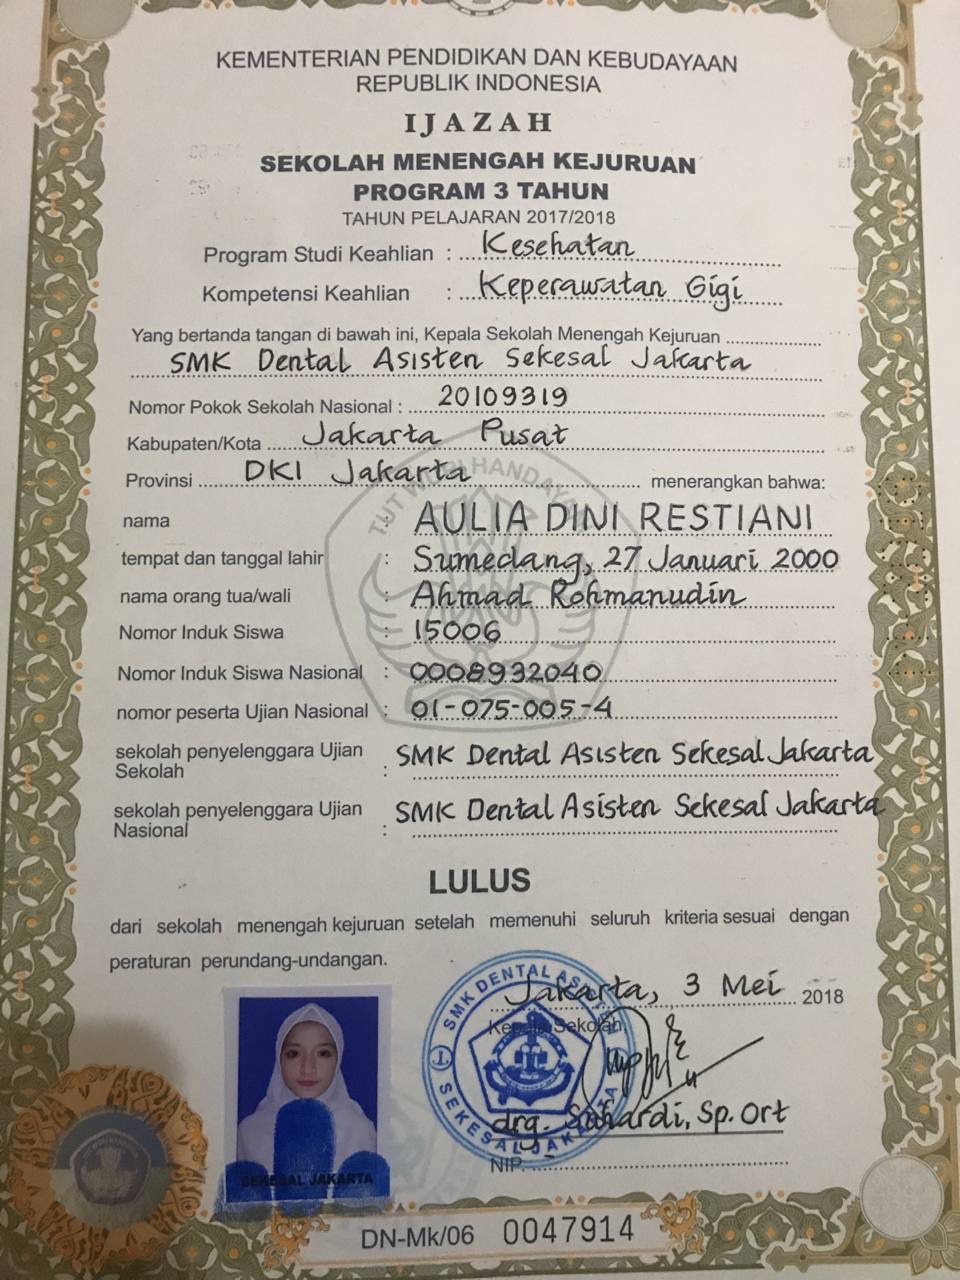 KEMENTERIAN PENDIDIKAN DAN KEBUDAYAAN
REPUBLIK INDONESIA
IJAZAH
SEKOLAH MENENGAH KEJURUAN
PROGRAM 3 TAHUN
TAHUN PELAJARAN 2017/2018
Program Studi Keahlian : Kesehatan
Kompetensi Keahlian : Keperawatan Gigi
Yang bertanda tangan di bawah ini, Kepala Sekolah Menengah Kejuruan
SMK Dental Asisten Sekesal Jakarta
Nomor Pokok Sekolah Nasional : 20109319
Kabupaten/Kota Jakarta Pusat
Provinsi DKI Jakarta menerangkan bahwa:
TUT WURI HANDAYANI
nama : AULIA DINI RESTIANI
tempat dan tanggal lahir : Sumedang, 27 Januari 2000
nama orang tua/wali : Ahmad Rohmanudin
Nomor Induk Siswa : 15006
Nomor Induk Siswa Nasional : 0008932040
nomor peserta Ujian Nasional : 01-075-005-4
sekolah penyelenggara Ujian
Sekolah : SMK Dental Asisten Sekesal Jakarta
sekolah penyelenggara Ujian
Nasional : SMK Dental Asisten Sekesal Jakarta
LULUS
dari sekolah menengah kejuruan setelah memenuhi seluruh kriteria sesuai dengan
peraturan perundang-undangan.
Jakarta, 3 Mei 2018
Kepala Sekolah,
SMK DENTAL ASIS
SEKESAL JAKARTA
drg. Suhardi, Sp. Ort
NIP.
SEKESAL JAKARTA
DN-Mk/06 0047914